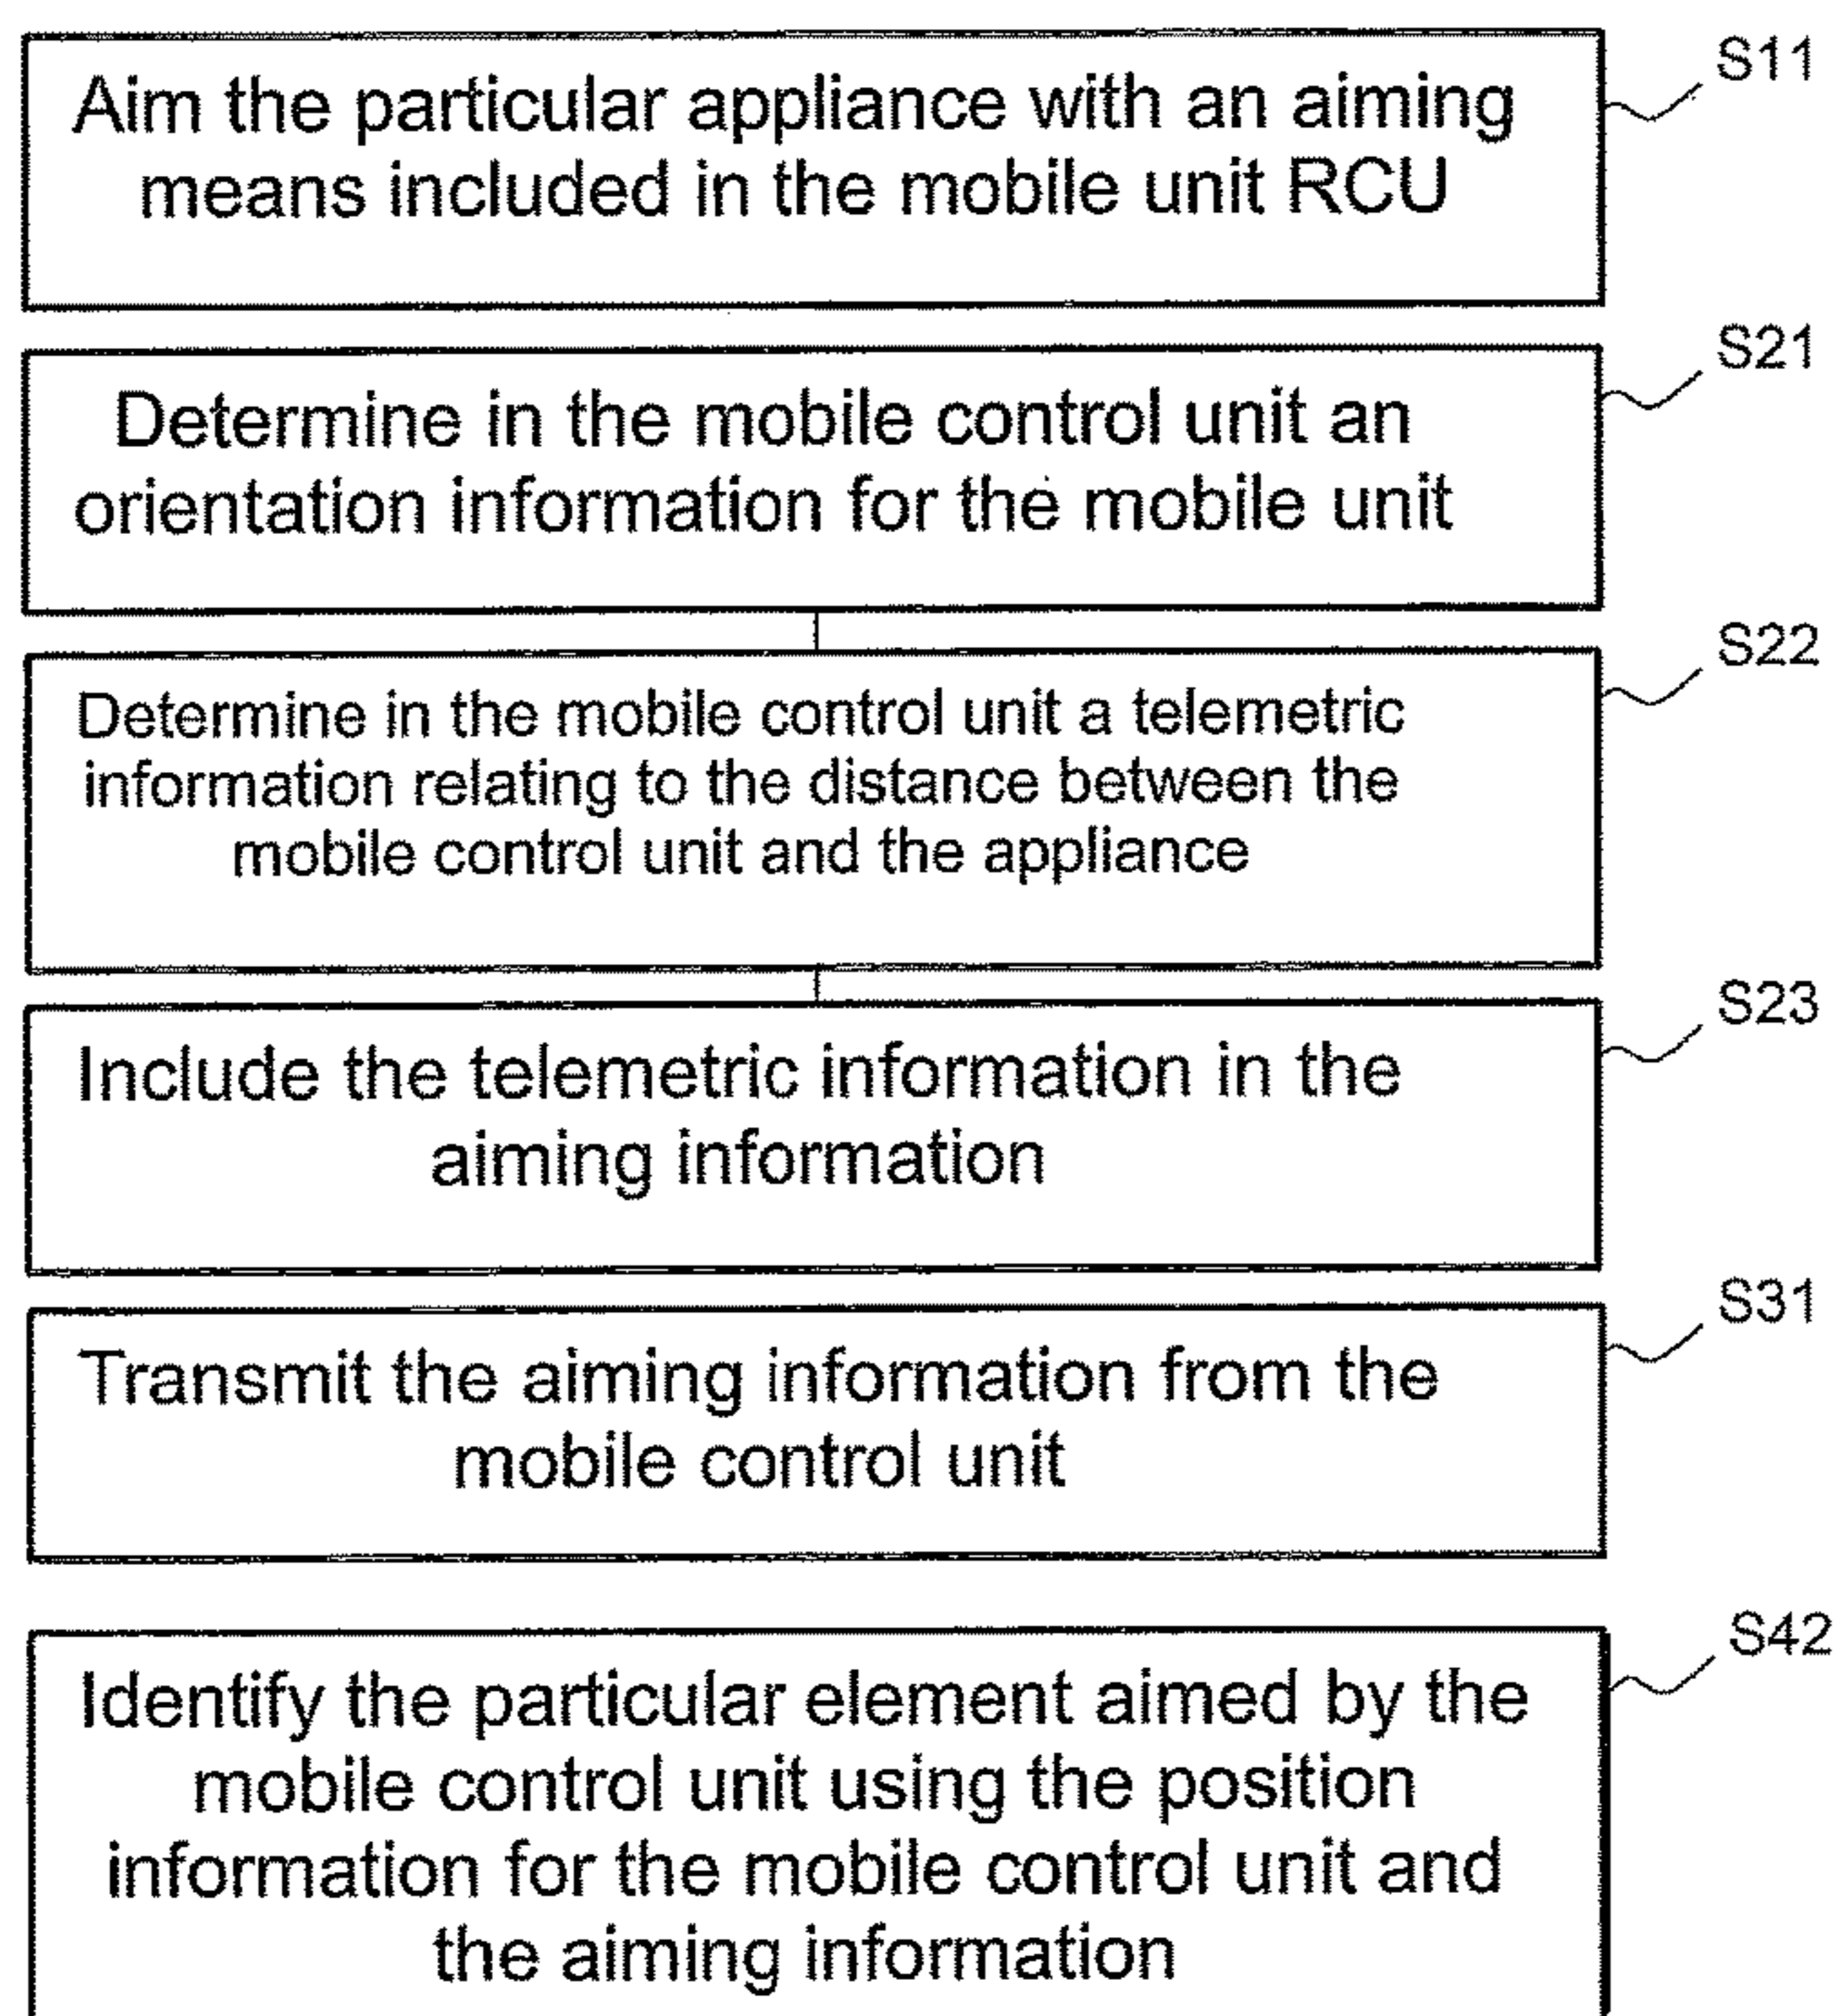 S11
Aim the particular appliance with an aiming
means included in the mobile unit RCU
S21
Determine in the mobile control unit an
orientation information for the mobile unit
S22
Determine in the mobile control unit a telemetric
information relating to the distance between the
mobile control unit and the appliance
S23
Include the telemetric information in the
aiming information
S31
Transmit the aiming information from the
mobile control unit
S42
Identify the particular element aimed by the
mobile control unit using the position
information for the mobile control unit and
the aiming information